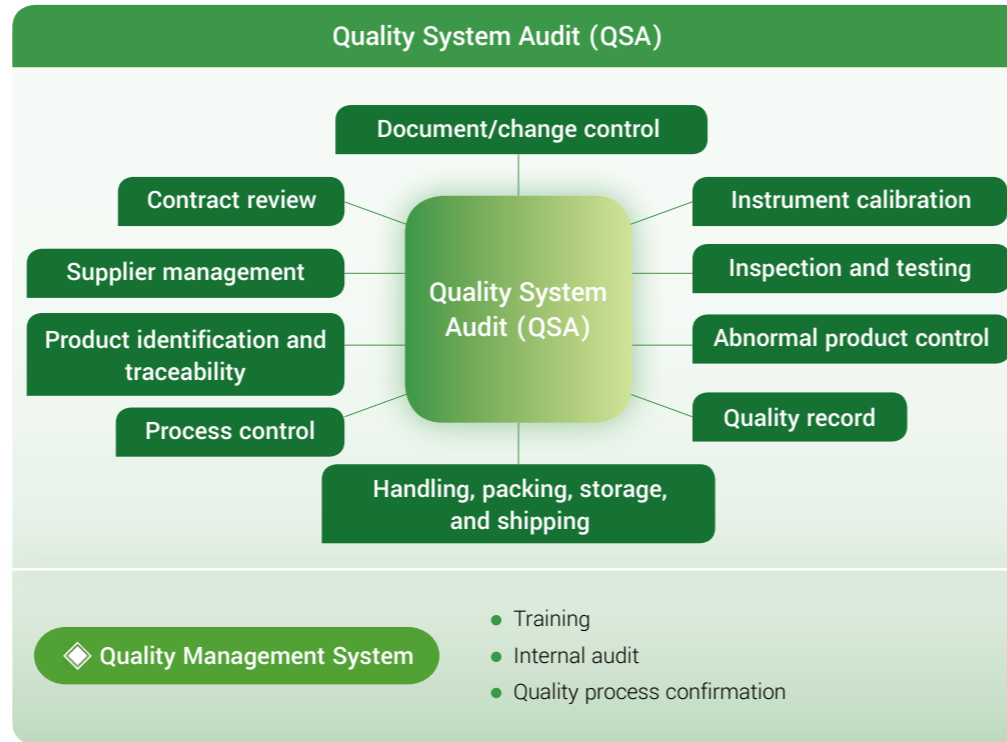 Quality System Audit (QSA)
Document/change control
Contract review
Supplier management
Product identification and
traceability
Process control
Quality System
Audit (QSA)
Instrument calibration
Inspection and testing
Abnormal product control
Quality record
Handling, packing, storage,
and shipping
Quality Management System
Training
Internal audit
Quality process confirmation